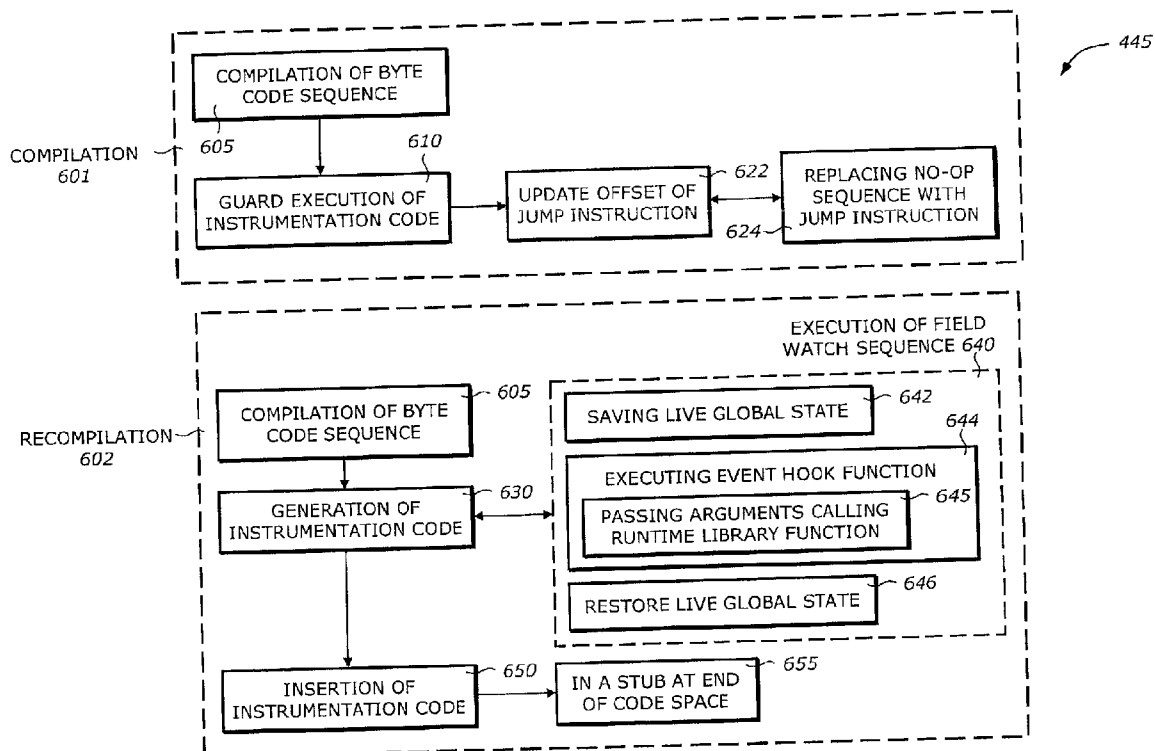 445
COMPILATION OF BYTE
CODE SEQUENCE
605
COMPILATION
601
610
GUARD EXECUTION OF
INSTRUMENTATION CODE
UPDATE OFFSET OF
JUMP INSTRUCTION
622
REPLACING NO-OP
SEQUENCE WITH
JUMP INSTRUCTION
624
RECOMPILATION
602
COMPILATION OF BYTE
CODE SEQUENCE
605
GENERATION OF
INSTRUMENTATION CODE
630
EXECUTION OF FIELD
WATCH SEQUENCE 640
SAVING LIVE GLOBAL STATE
642
644
EXECUTING EVENT HOOK FUNCTION
645
PASSING ARGUMENTS CALLING
RUNTIME LIBRARY FUNCTION
RESTORE LIVE GLOBAL STATE
646
INSERTION OF
INSTRUMENTATION CODE
650
IN A STUB AT END
OF CODE SPACE
655